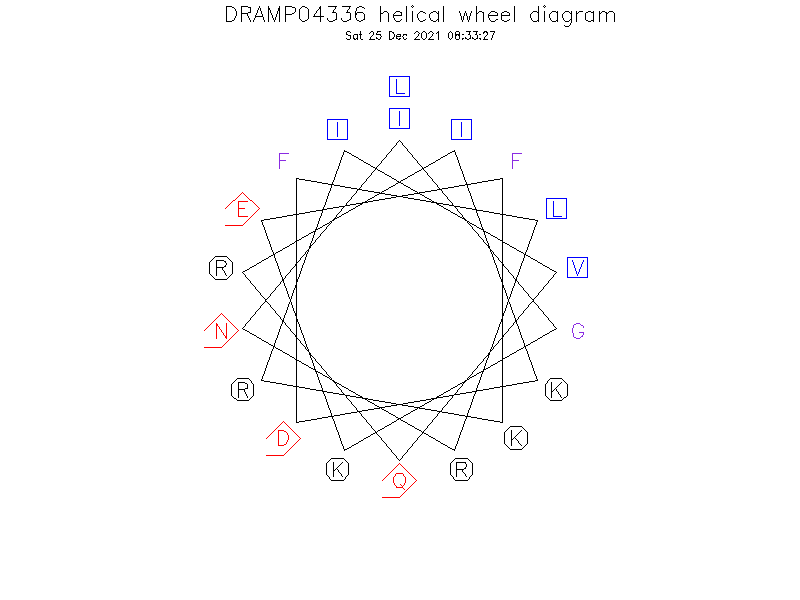 DRAMP04336 helical wheel diagram
Sat 25 Dec 2021 08:33:27
L
I I I
F F
E L
R V
N G
R K
D K
K R
Q